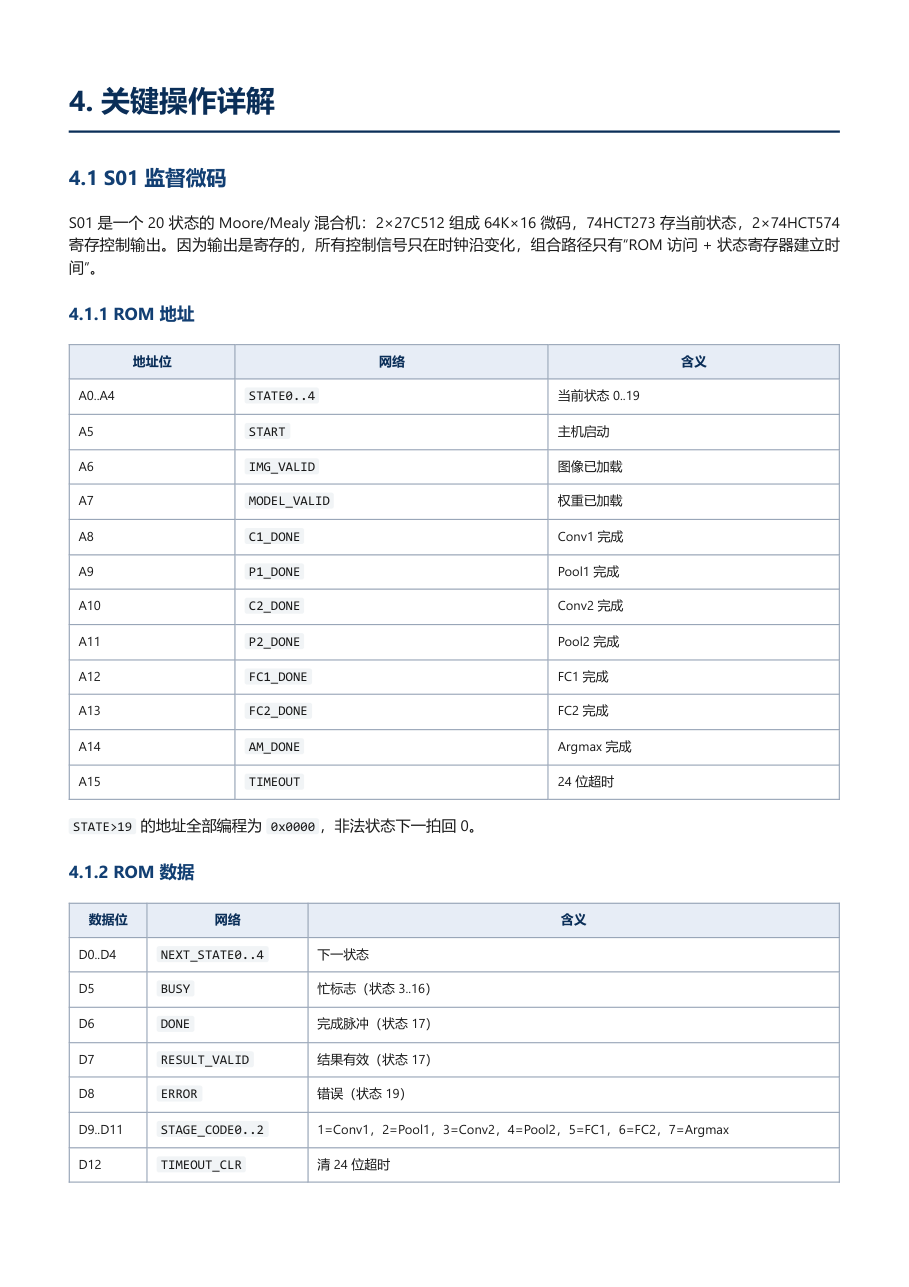 4. 关键操作详解
4.1 S01 监督微码
S01 是一个 20 状态的 Moore/Mealy 混合机：2×27C512 组成 64K×16 微码，74HCT273 存当前状态，2×74HCT574
寄存控制输出。因为输出是寄存的，所有控制信号只在时钟沿变化，组合路径只有“ROM 访问 + 状态寄存器建立时
间”。
4.1.1 ROM 地址
地址位 网络 含义
A0..A4 STATE0..4 当前状态 0..19
A5 START 主机启动
A6 IMG_VALID 图像已加载
A7 MODEL_VALID 权重已加载
A8 C1_DONE Conv1 完成
A9 P1_DONE Pool1 完成
A10 C2_DONE Conv2 完成
A11 P2_DONE Pool2 完成
A12 FC1_DONE FC1 完成
A13 FC2_DONE FC2 完成
A14 AM_DONE Argmax 完成
A15 TIMEOUT 24 位超时
STATE>19 的地址全部编程为 0x0000，非法状态下一拍回 0。
4.1.2 ROM 数据
数据位 网络 含义
D0..D4 NEXT_STATE0..4 下一状态
D5 BUSY 忙标志（状态 3..16）
D6 DONE 完成脉冲（状态 17）
D7 RESULT_VALID 结果有效（状态 17）
D8 ERROR 错误（状态 19）
D9..D11 STAGE_CODE0..2 1=Conv1，2=Pool1，3=Conv2，4=Pool2，5=FC1，6=FC2，7=Argmax
D12 TIMEOUT_CLR 清 24 位超时